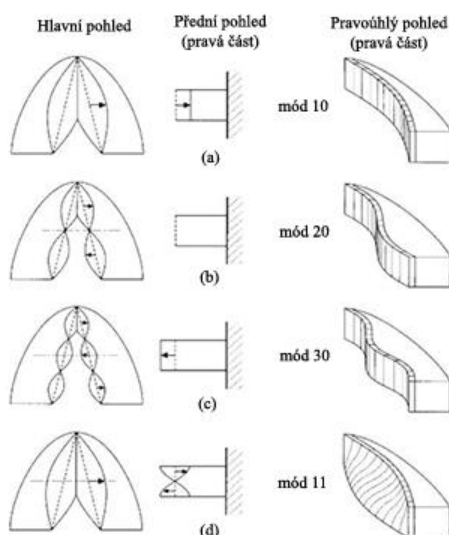 Hlavní pohled
Přední pohled
(pravá část)
Pravoúhlý pohled
(pravá část)
mód 10
(a)
mód 20
(b)
mód 30
(c)
mód 11
(d)